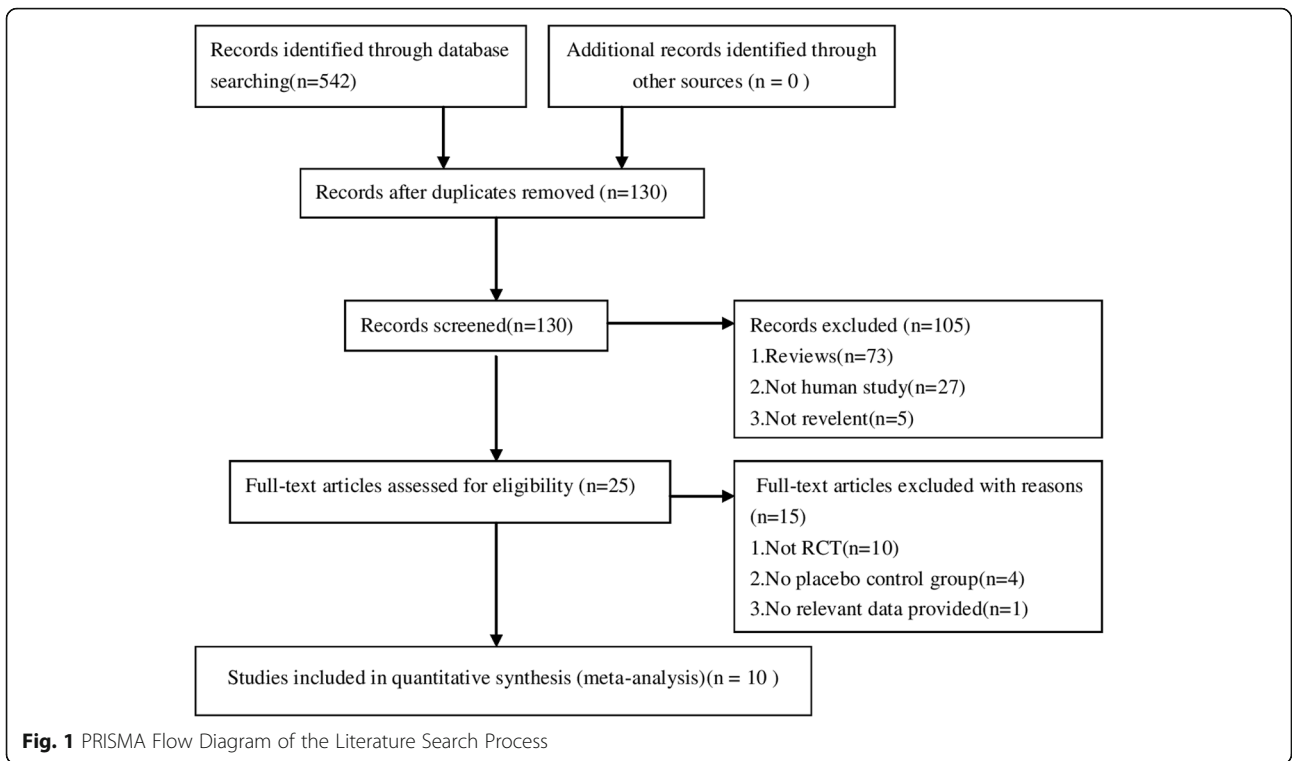 Records identified through database
searching(n=542)
Additional records identified through
other sources (n = 0 )
Records after duplicates removed (n=130)
Records screened(n=130)
Records excluded (n=105)
1.Reviews(n=73)
2.Not human study(n=27)
3.Not revelent(n=5)
Full-text articles assessed for eligibility (n=25)
Full-text articles excluded with reasons
(n=15)
1.Not RCT(n=10)
2.No placebo control group(n=4)
3.No relevant data provided(n=1)
Studies included in quantitative synthesis (meta-analysis)(n = 10 )
Fig. 1 PRISMA Flow Diagram of the Literature Search Process